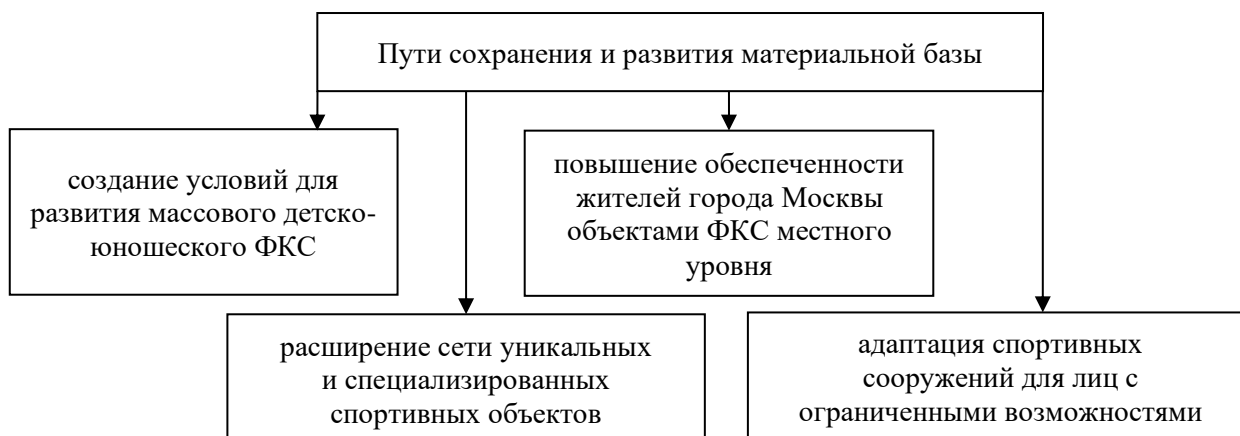 Пути сохранения и развития материальной базы
создание условий для
развития массового детско-
юношеского ФКС
повышение обеспеченности
жителей города Москвы
объектами ФКС местного
уровня
расширение сети уникальных
и специализированных
спортивных объектов
адаптация спортивных
сооружений для лиц с
ограниченными возможностями